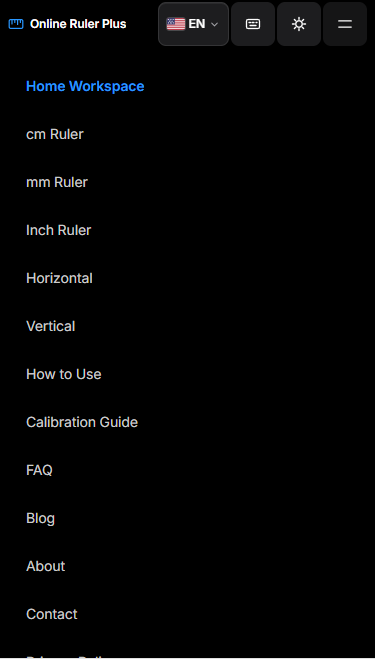 Online Ruler Plus
EN
Home Workspace
cm Ruler
mm Ruler
Inch Ruler
Horizontal
Vertical
How to Use
Calibration Guide
FAQ
Blog
About
Contact